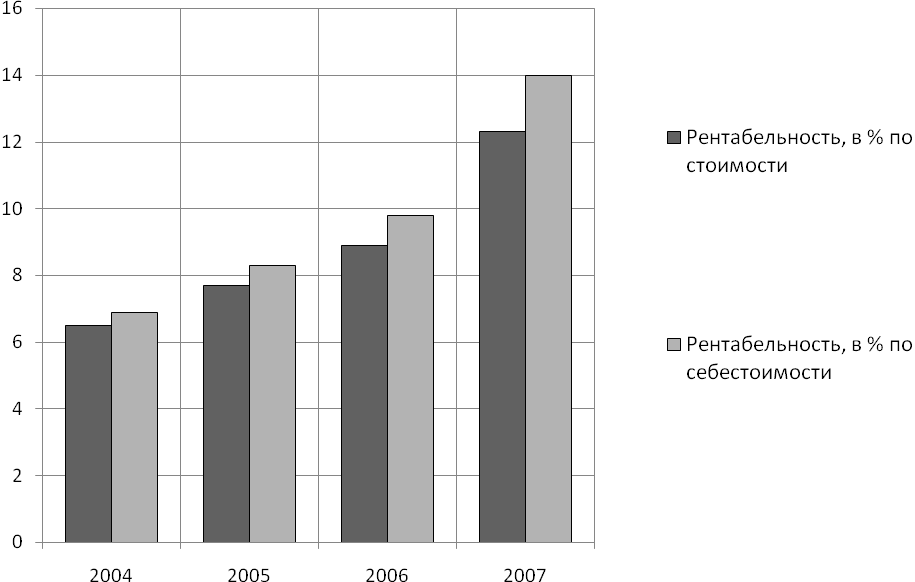 16
14
12
10
8
6
4
2
0
2004 2005 2006 2007
Рентабельность, в % по
стоимости
Рентабельность, в % по
себестоимости